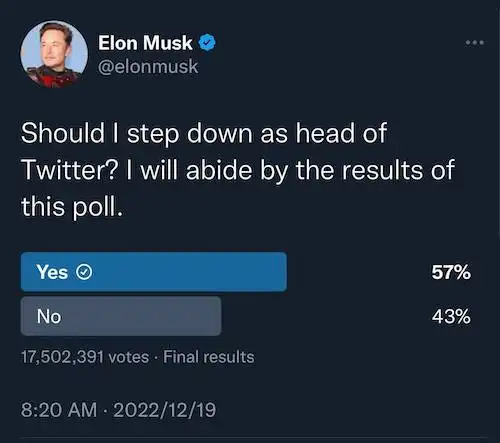 Elon Musk
@elonmusk
Should I step down as head of
Twitter? I will abide by the results of
this poll.
Yes 57%
No 43%
17,502,391 votes · Final results
8:20 AM · 2022/12/19